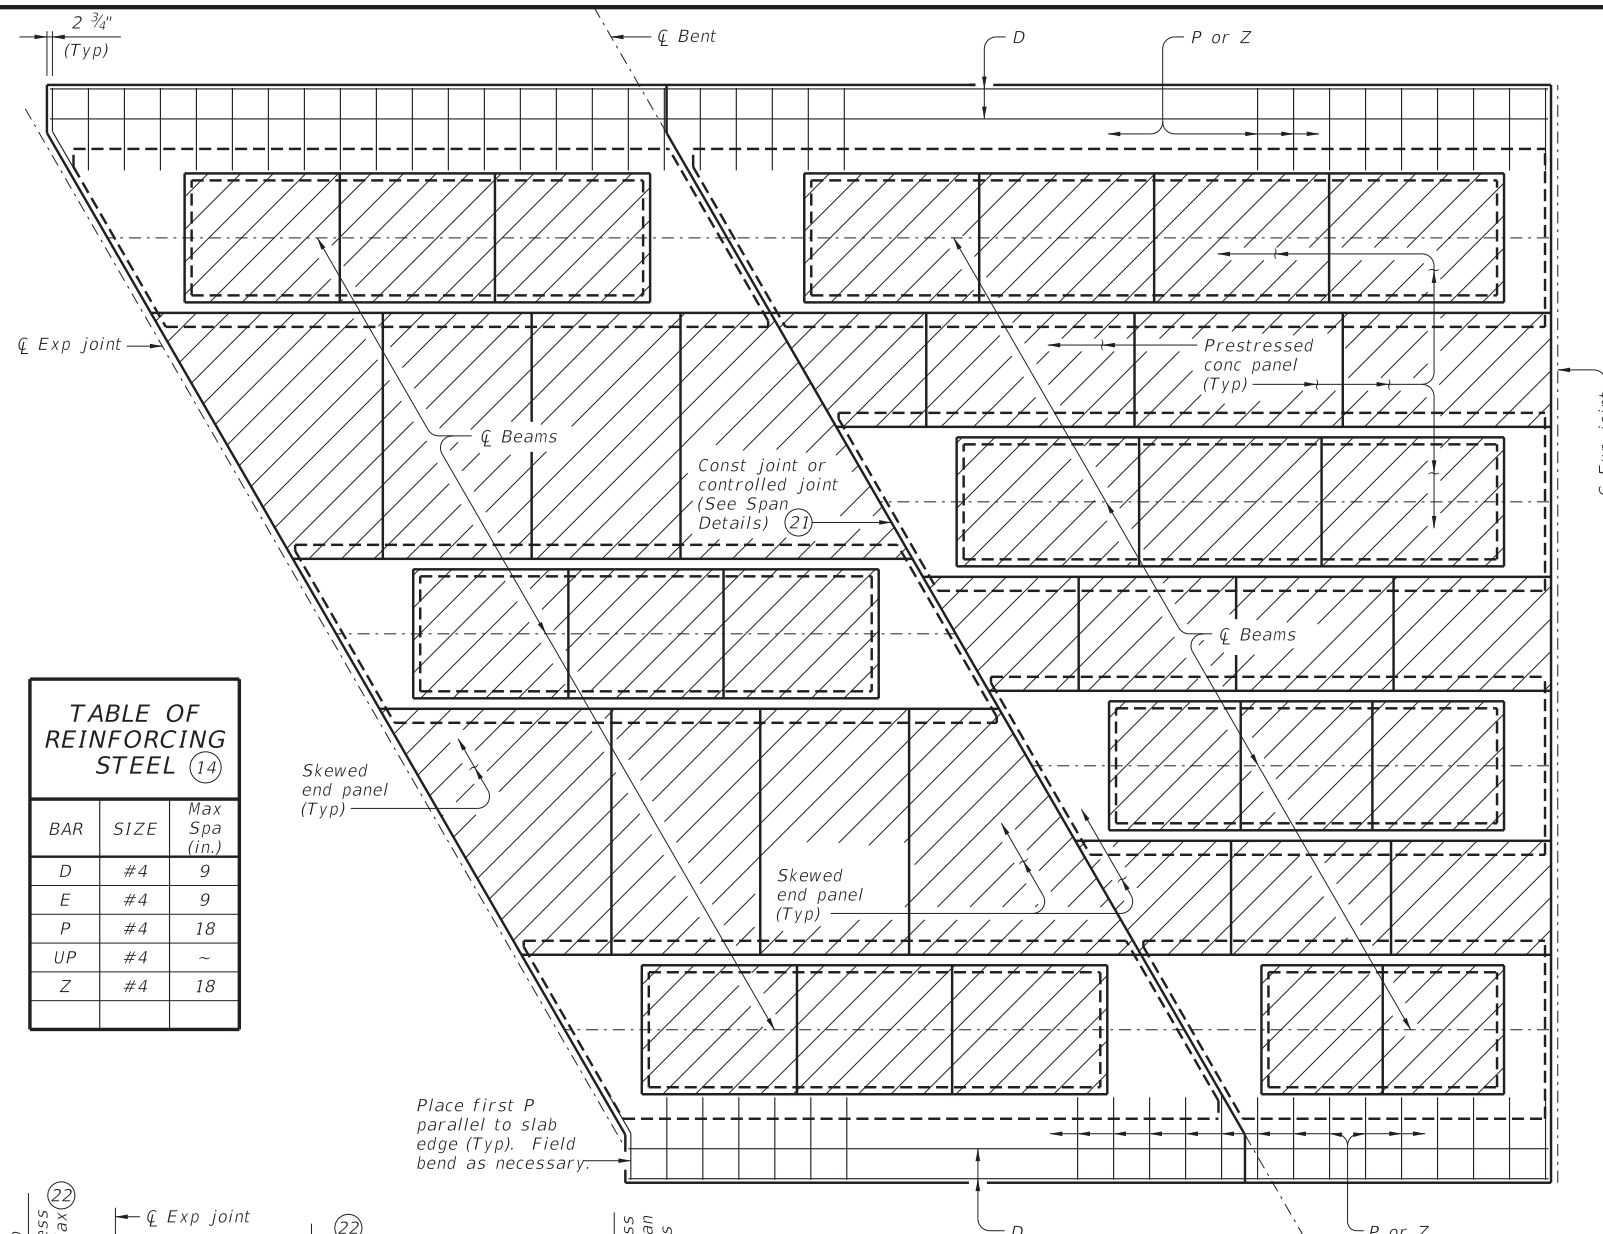 2 ¾"
(Typ)
℄ Bent
D
P or Z
℄ Exp joint
Prestressed
conc panel
(Typ)
℄ Beams
Const joint or
controlled joint
(See Span
Details) 21
℄ Beams
TABLE OF
REINFORCING
STEEL 14
BAR SIZE Max Spa (in.)
D #4 9
E #4 9
P #4 18
UP #4 ~
Z #4 18
Skewed
end panel
(Typ)
Skewed
end panel
(Typ)
Place first P
parallel to slab
edge (Typ). Field
bend as necessary.
22
℄ Exp joint
22
D
P or Z